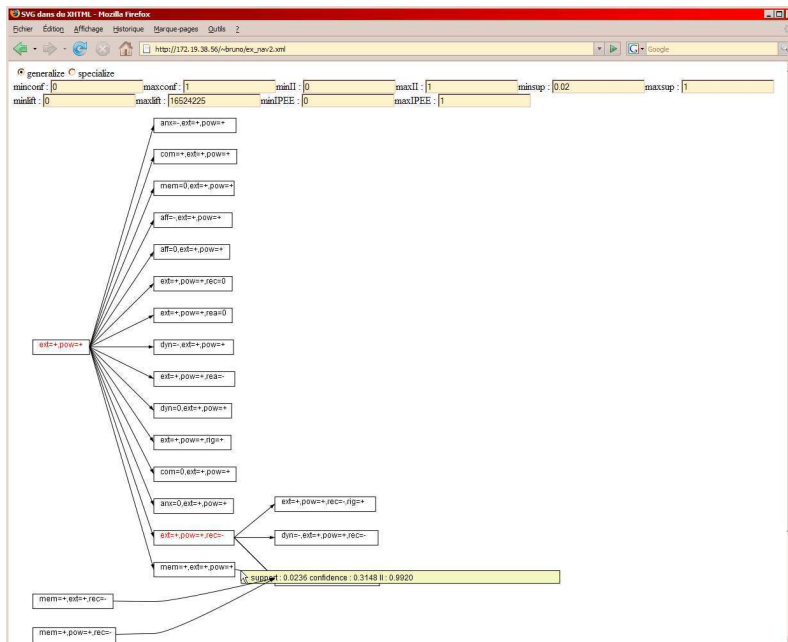 SVG dans du XHTML - Mozilla Firefox
Fichier Édition Affichage Historique Marque-pages Outils ?
http://172.19.38.56/~bruno/ex_nav2.xml
G Google
generalize specialize
minconf : 0 maxconf : 1 minII : 0 maxII : 1 minsup : 0.02 maxsup : 1
minlift : 0 maxlift : 16524225 minIPEE : 0 maxIPEE : 1
anx=-,ext=+,pow=+
com=+,ext=+,pow=+
mem=0,ext=+,pow=+
aff=-,ext=+,pow=+
aff=0,ext=+,pow=+
ext=+,pow=+,rec=0
ext=+,pow=+,rea=0
ext=+,pow=+
dyn=-,ext=+,pow=+
ext=+,pow=+,rea=-
dyn=0,ext=+,pow=+
ext=+,pow=+,rig=+
com=0,ext=+,pow=+
anx=0,ext=+,pow=+
ext=+,pow=+,rec=-,rig=+
ext=+,pow=+,rec=-
dyn=-,ext=+,pow=+,rec=-
mem=+,ext=+,pow=+
support : 0.0236 confidence : 0.3148 II : 0.9920
mem=+,ext=+,rec=-
mem=+,pow=+,rec=-